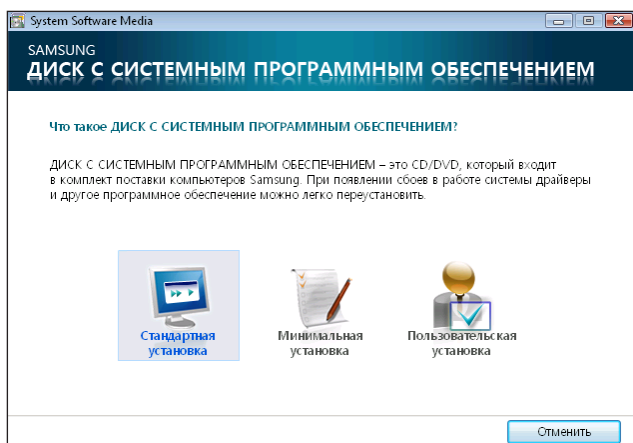 System Software Media
SAMSUNG
ДИСК С СИСТЕМНЫМ ПРОГРАММНЫМ ОБЕСПЕЧЕНИЕМ
Что такое ДИСК С СИСТЕМНЫМ ПРОГРАММНЫМ ОБЕСПЕЧЕНИЕМ?
ДИСК С СИСТЕМНЫМ ПРОГРАММНЫМ ОБЕСПЕЧЕНИЕМ – это CD/DVD, который входит
в комплект поставки компьютеров Samsung. При появлении сбоев в работе системы драйверы
и другое программное обеспечение можно легко переустановить.
Стандартная
установка
Минимальная
установка
Пользовательская
установка
Отменить